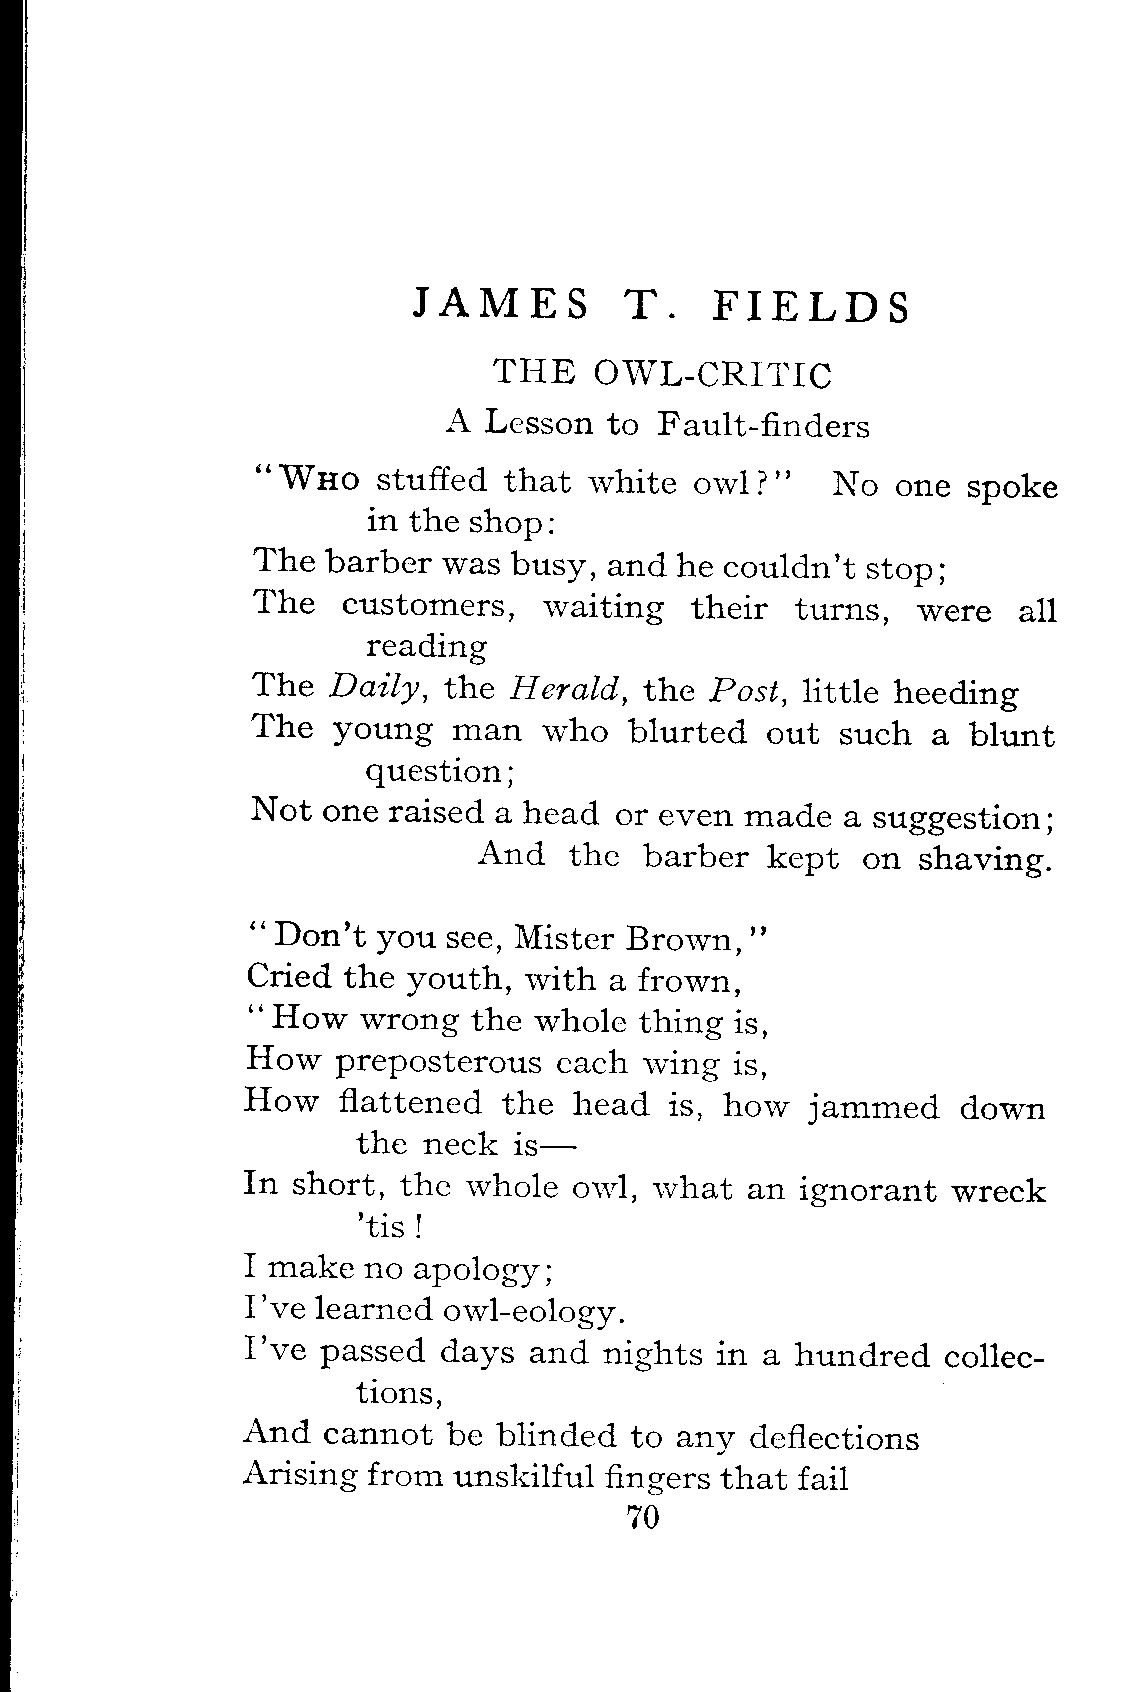 JAMES T. FIELDS
THE OWL-CRITIC
A Lesson to Fault-finders
"WHO stuffed that white owl?" No one spoke
in the shop:
The barber was busy, and he couldn't stop;
The customers, waiting their turns, were all
reading
The Daily, the Herald, the Post, little heeding
The young man who blurted out such a blunt
question;
Not one raised a head or even made a suggestion;
And the barber kept on shaving.
"Don't you see, Mister Brown,"
Cried the youth, with a frown,
"How wrong the whole thing is,
How preposterous each wing is,
How flattened the head is, how jammed down
the neck is—
In short, the whole owl, what an ignorant wreck
'tis!
I make no apology;
I've learned owl-eology.
I've passed days and nights in a hundred collec-
tions,
And cannot be blinded to any deflections
Arising from unskilful fingers that fail
70